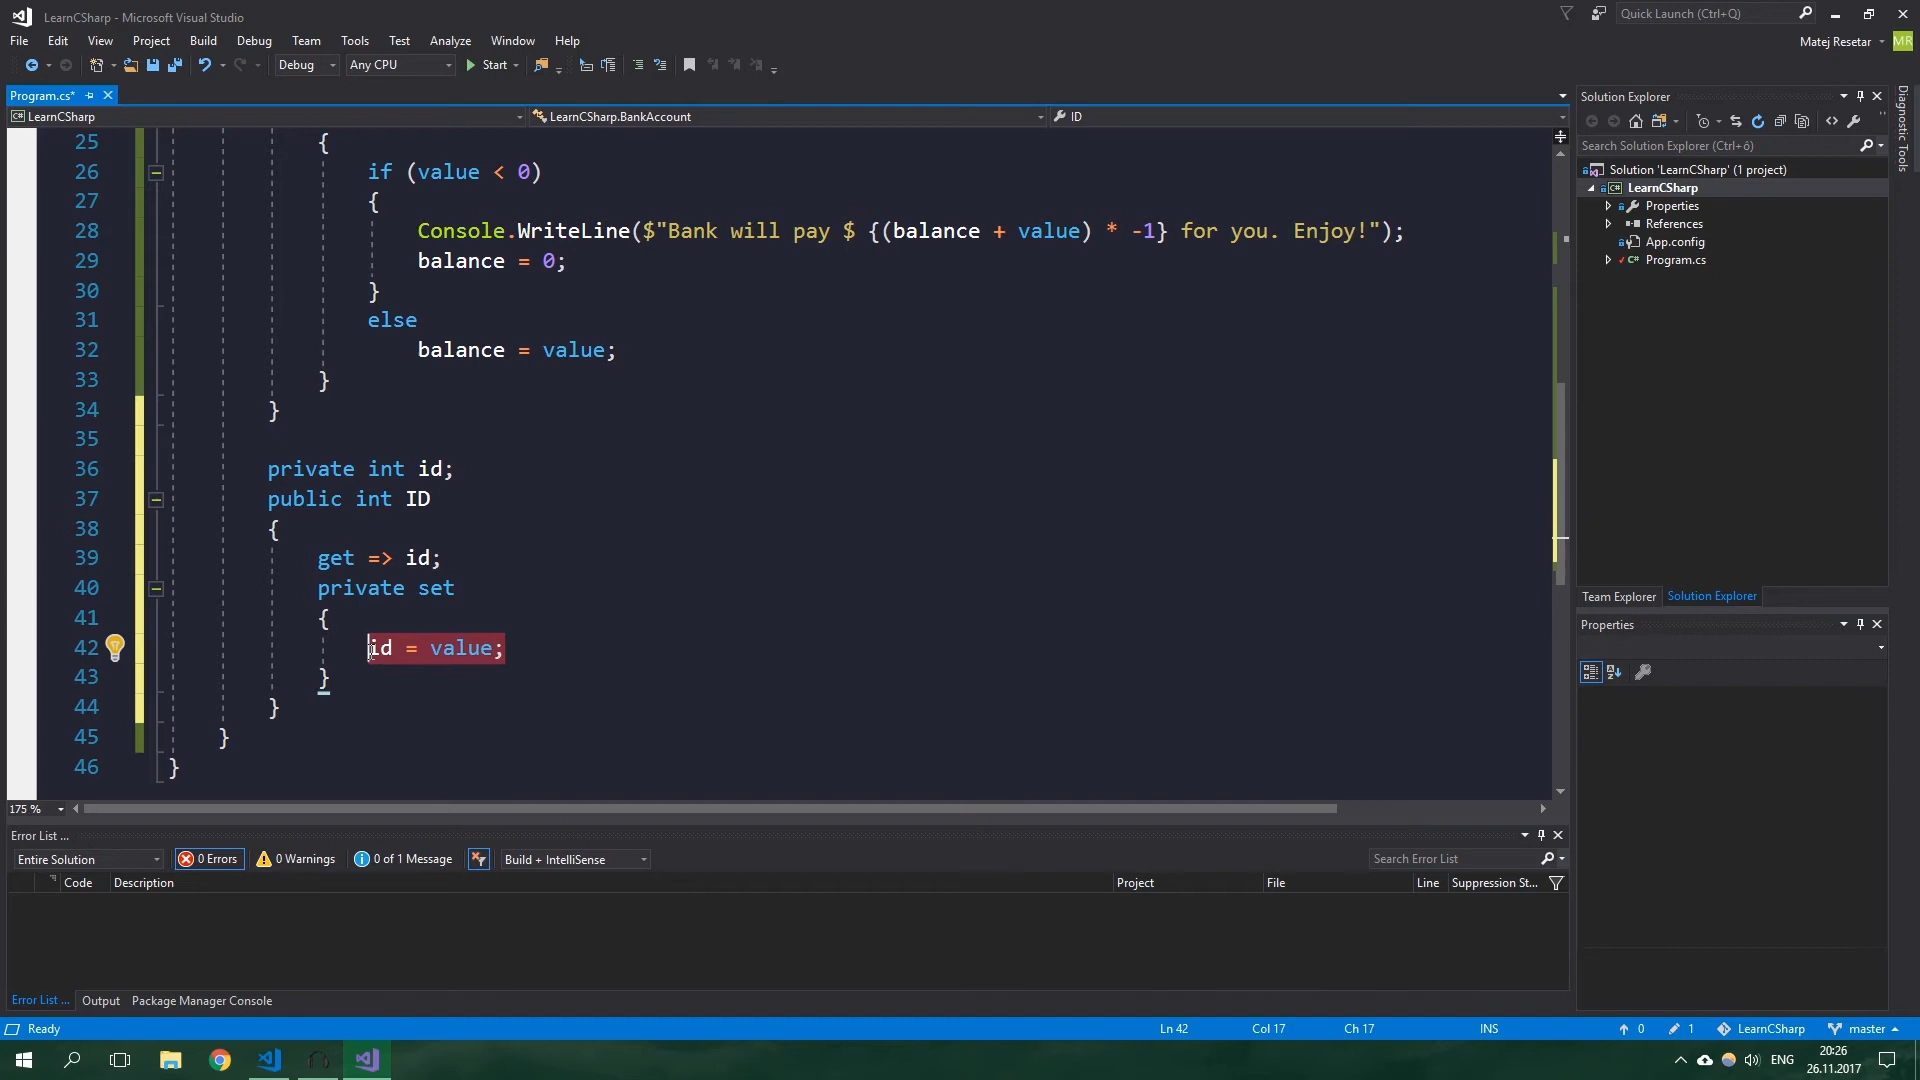 LearnCSharp - Microsoft Visual Studio
Quick Launch (Ctrl+Q)
File Edit View Project Build Debug Team Tools Test Analyze Window Help
Matej Resetar MR
Debug Any CPU Start
Program.cs*
LearnCSharp LearnCSharp.BankAccount ID
25 {
26 if (value < 0)
27 {
28 Console.WriteLine($"Bank will pay $ {(balance + value) * -1} for you. Enjoy!");
29 balance = 0;
30 }
31 else
32 balance = value;
33 }
34 }
35
36 private int id;
37 public int ID
38 {
39 get => id;
40 private set
41 {
42 id = value;
43 }
44 }
45 }
46 }
175 %
Solution Explorer
Search Solution Explorer (Ctrl+ó)
Solution 'LearnCSharp' (1 project)
LearnCSharp
Properties
References
App.config
C# Program.cs
Team Explorer Solution Explorer
Properties
Diagnostic Tools
Error List ...
Entire Solution 0 Errors 0 Warnings 0 of 1 Message Build + IntelliSense Search Error List
Code Description Project File Line Suppression St...
Error List ... Output Package Manager Console
Ready Ln 42 Col 17 Ch 17 INS 0 1 LearnCSharp master
ENG 20:26
26.11.2017